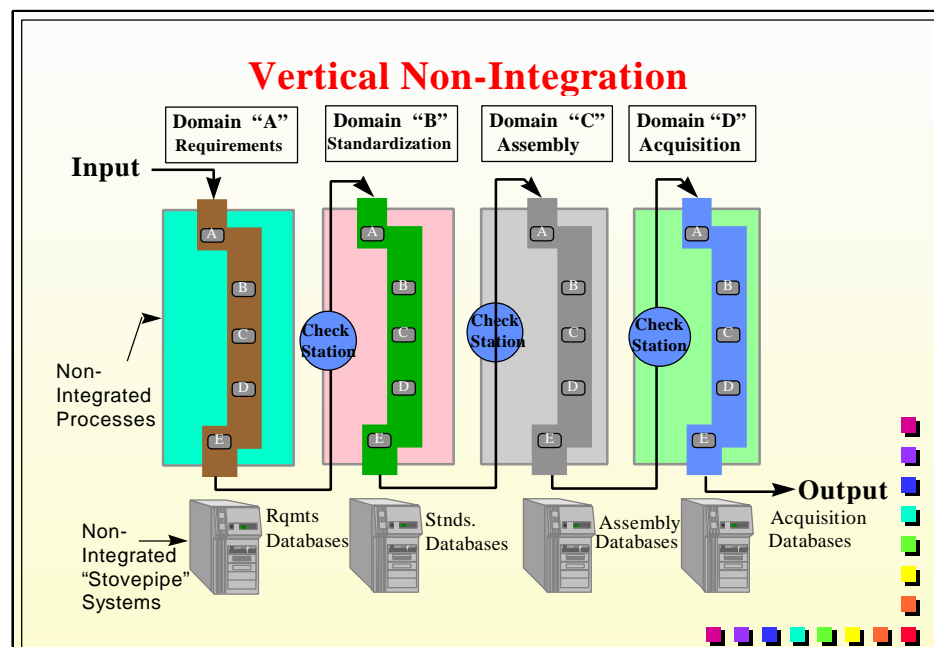 Vertical Non-Integration
Domain “A”
Requirements
Domain “B”
Standardization
Domain “C”
Assembly
Domain “D”
Acquisition
Input
A
B
C
D
E
Check
Station
A
B
C
D
E
Check
Station
A
B
C
D
E
Check
Station
A
B
C
D
E
Non-
Integrated
Processes
Output
Non-
Integrated
“Stovepipe”
Systems
Rqmts
Databases
Stnds.
Databases
Assembly
Databases
Acquisition
Databases